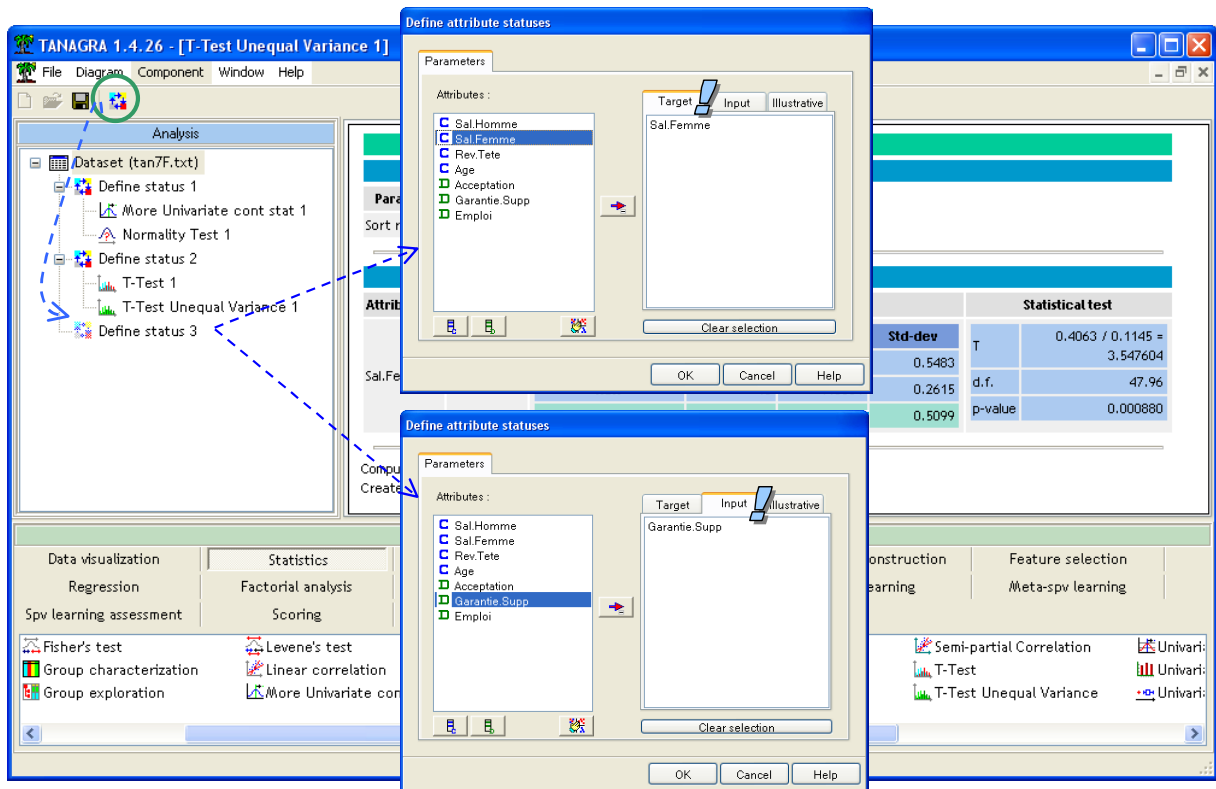 TANAGRA 1.4.26 - [T-Test Unequal Variance 1]
File Diagram Component Window Help
Analysis
Dataset (tan7F.txt)
Define status 1
More Univariate cont stat 1
Normality Test 1
Define status 2
T-Test 1
T-Test Unequal Variance 1
Define status 3
Para
Sort r
Attrib
Statistical test
Std-dev
Sal.Fe
0.5483
0.2615
0.5099
T
0.4063 / 0.1145 =
3.547604
d.f.
47.96
p-value
0.000880
Compu
Create
Define attribute statuses
Parameters
Attributes :
C Sal.Homme
C Sal.Femme
C Rev.Tete
C Age
D Acceptation
D Garantie.Supp
D Emploi
Target Input Illustrative
Sal.Femme
Clear selection
OK Cancel Help
Define attribute statuses
Parameters
Attributes :
C Sal.Homme
C Sal.Femme
C Rev.Tete
C Age
D Acceptation
D Garantie.Supp
D Emploi
Target Input Illustrative
Garantie.Supp
Clear selection
OK Cancel Help
Data visualization Statistics onstruction Feature selection
Regression Factorial analysis earning Meta-spv learning
Spv learning assessment Scoring
Fisher's test Levene's test Semi-partial Correlation Univari
Group characterization Linear correlation T-Test Univari
Group exploration More Univariate con T-Test Unequal Variance Univari